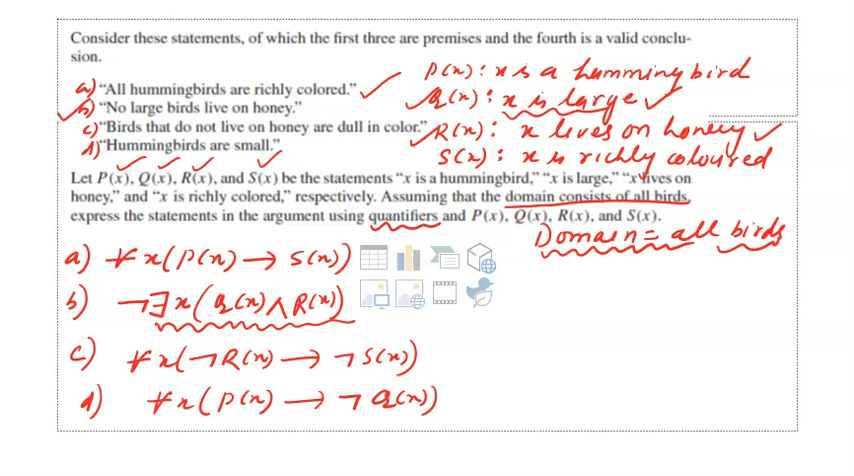 Consider these statements, of which the first three are premises and the fourth is a valid conclu-
sion.
P(x): x is a humming bird
a) "All hummingbirds are richly colored."
Q(x): x is large
b) "No large birds live on honey."
c) "Birds that do not live on honey are dull in color."
R(x): x lives on honey
d) "Hummingbirds are small."
S(x): x is richly coloured
Let P(x), Q(x), R(x), and S(x) be the statements "x is a hummingbird," "x is large," "x lives on
honey," and "x is richly colored," respectively. Assuming that the domain consists of all birds,
express the statements in the argument using quantifiers and P(x), Q(x), R(x), and S(x).
Domain = all birds
a) ∀x(P(x) → S(x))
b) ¬∃x(Q(x) ∧ R(x))
c) ∀x(¬R(x) → ¬S(x))
d) ∀x(P(x) → ¬Q(x))